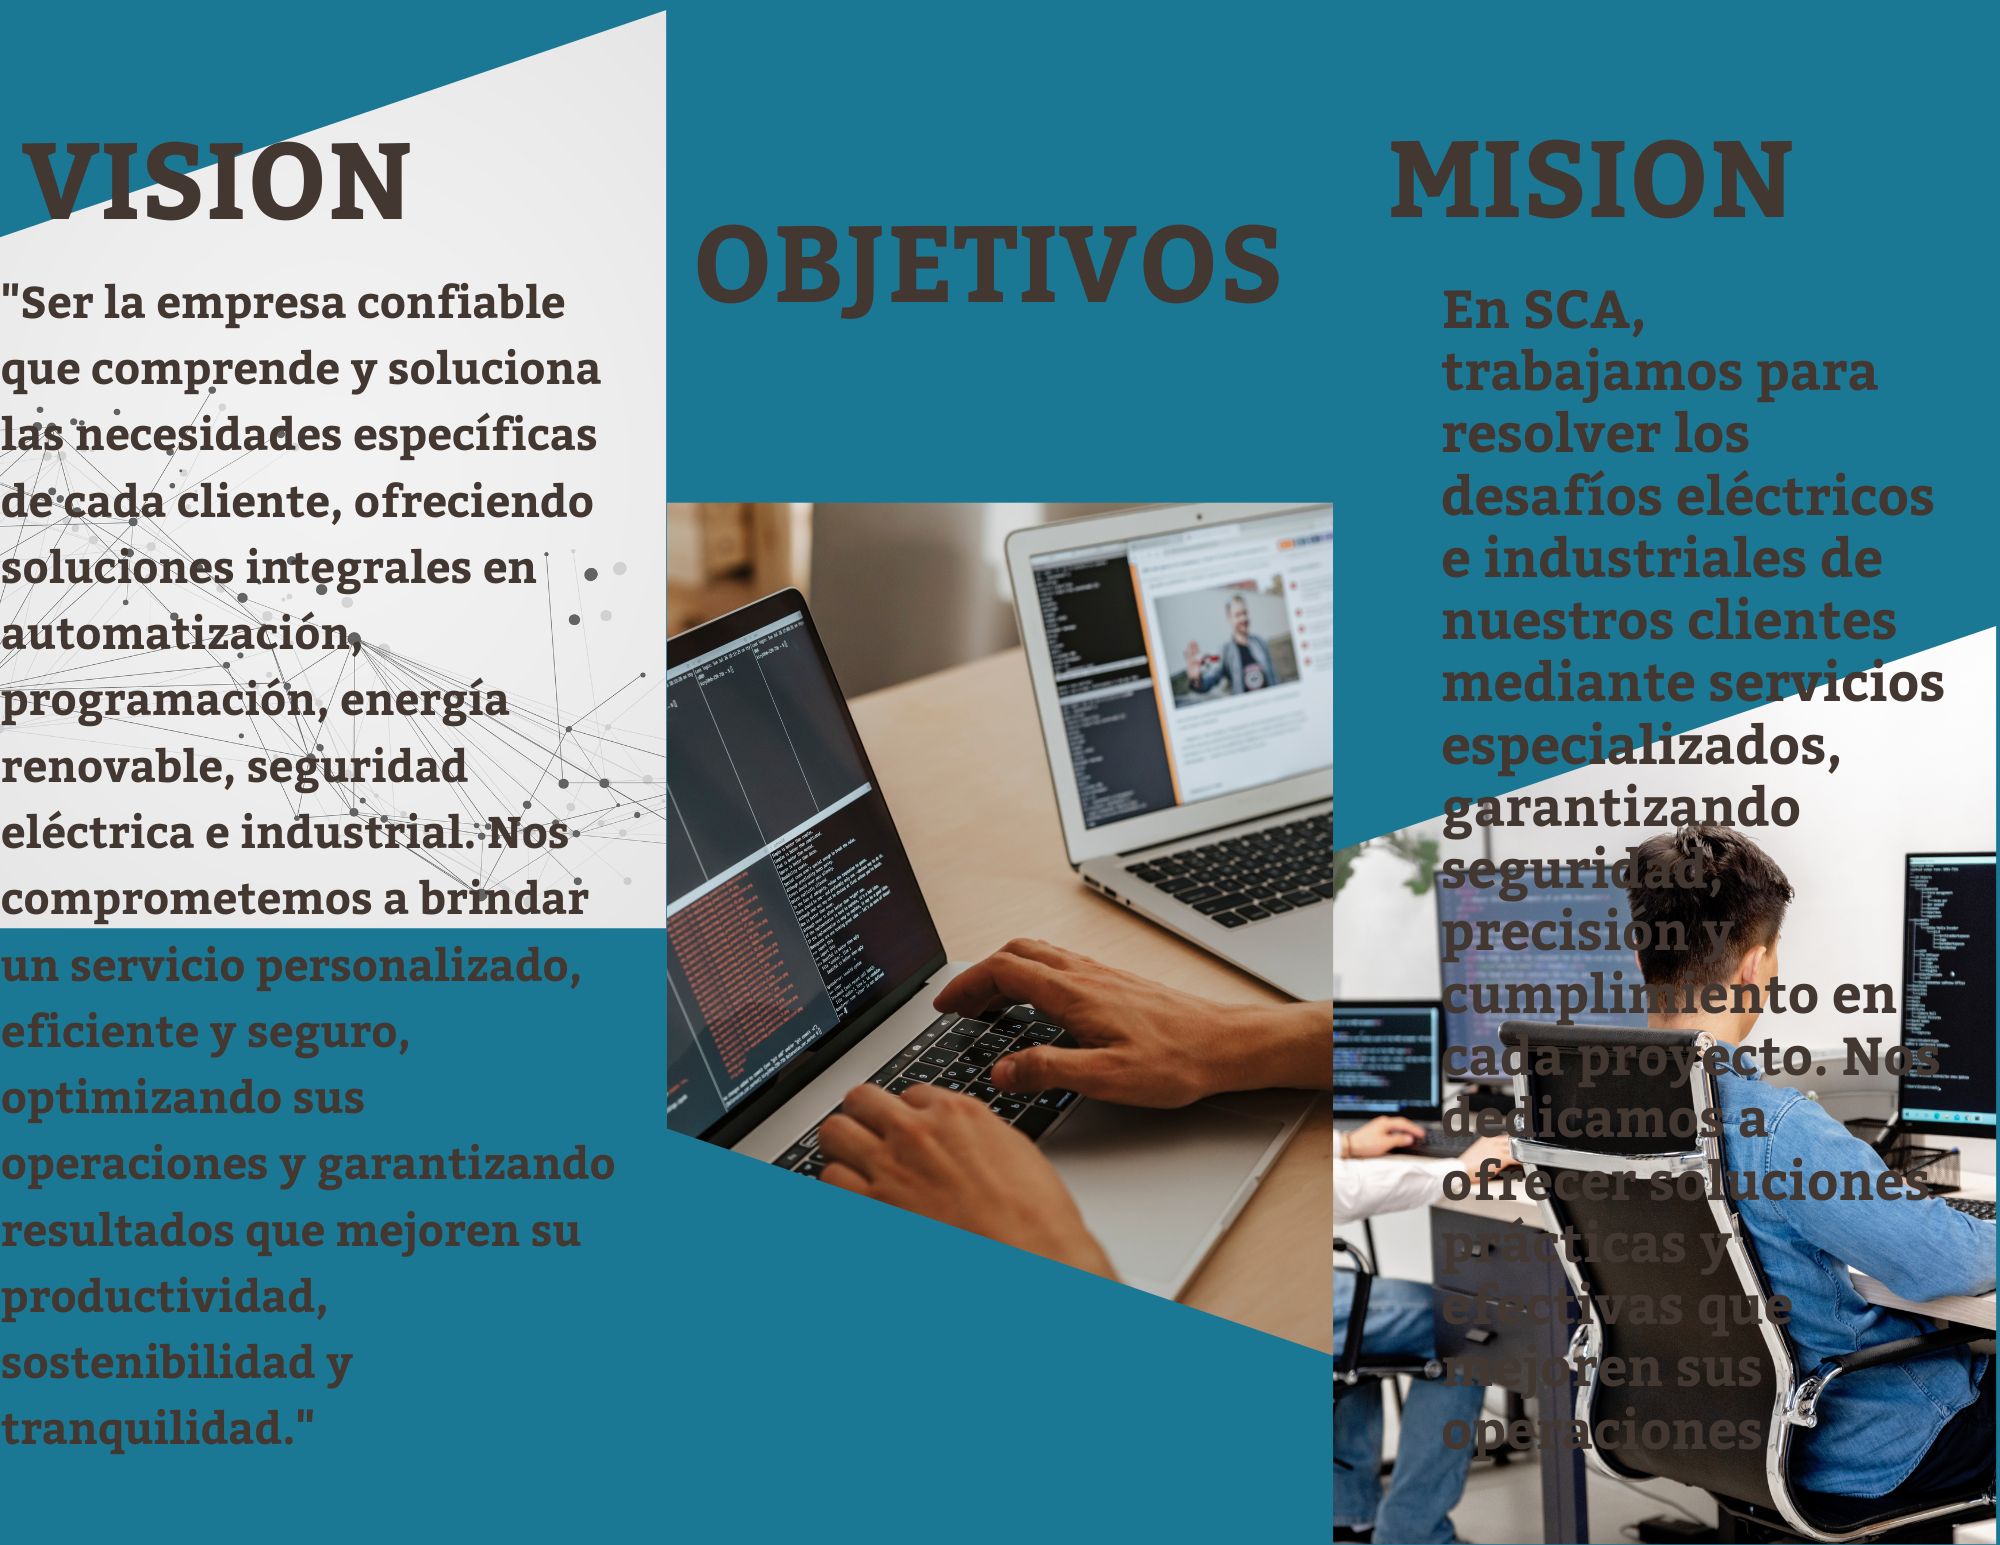 VISION
"Ser la empresa confiable
que comprende y soluciona
las necesidades específicas
de cada cliente, ofreciendo
soluciones integrales en
automatización,
programación, energía
renovable, seguridad
eléctrica e industrial. Nos
comprometemos a brindar
un servicio personalizado,
eficiente y seguro,
optimizando sus
operaciones y garantizando
resultados que mejoren su
productividad,
sostenibilidad y
tranquilidad."
OBJETIVOS
MISION
En SCA,
trabajamos para
resolver los
desafíos eléctricos
e industriales de
nuestros clientes
mediante servicios
especializados,
garantizando
seguridad,
precisión y
cumplimiento en
cada proyecto. Nos
dedicamos a
ofrecer soluciones
prácticas y
efectivas que
mejoren sus
operaciones